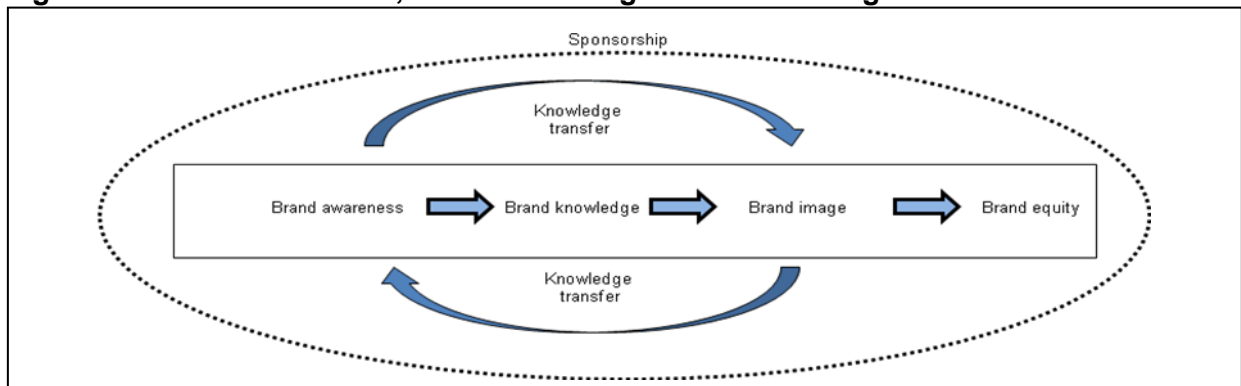 Sponsorship
Knowledge
transfer
Brand awareness Brand knowledge Brand image Brand equity
Knowledge
transfer